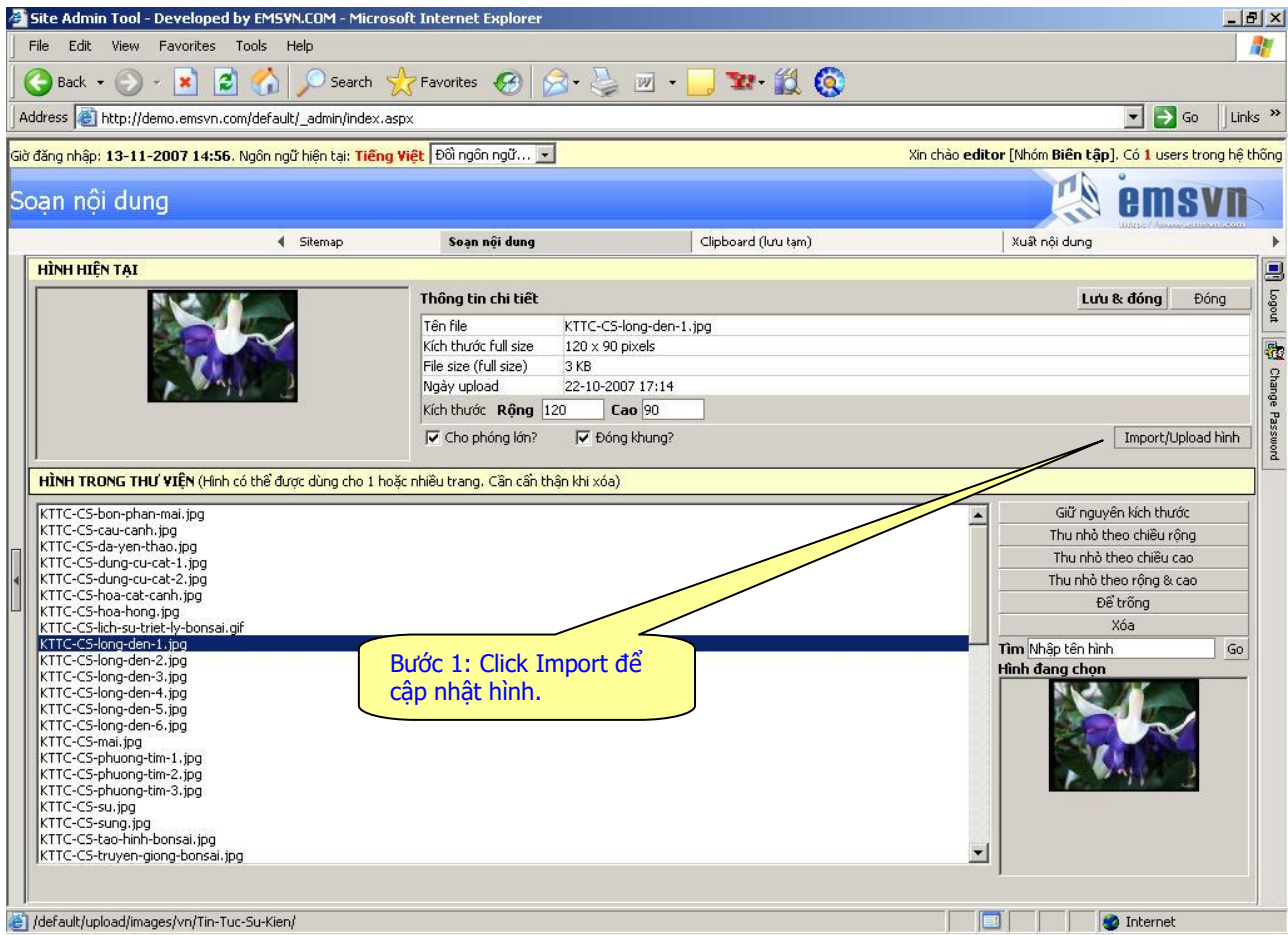 Site Admin Tool - Developed by EMSVN.COM - Microsoft Internet Explorer
File Edit View Favorites Tools Help
Back Search Favorites
Address http://demo.emsvn.com/default/_admin/index.aspx Go Links »
Giờ đăng nhập: 13-11-2007 14:56. Ngôn ngữ hiện tại: Tiếng Việt Đổi ngôn ngữ... Xin chào editor [Nhóm Biên tập]. Có 1 users trong hệ thống
Soạn nội dung
emsvn
Sitemap Soạn nội dung Clipboard (lưu tạm) Xuất nội dung
HÌNH HIỆN TẠI
Thông tin chi tiết Lưu & đóng Đóng
Tên file KTTC-CS-long-den-1.jpg
Kích thước full size 120 x 90 pixels
File size (full size) 3 KB
Ngày upload 22-10-2007 17:14
Kích thước Rộng 120 Cao 90
Cho phóng lớn? Đóng khung? Import/Upload hình
Logout
Change Password
HÌNH TRONG THƯ VIỆN (Hình có thể được dùng cho 1 hoặc nhiều trang. Cần cẩn thận khi xóa)
KTTC-CS-bon-phan-mai.jpg
KTTC-CS-cau-canh.jpg
KTTC-CS-da-yen-thao.jpg
KTTC-CS-dung-cu-cat-1.jpg
KTTC-CS-dung-cu-cat-2.jpg
KTTC-CS-hoa-cat-canh.jpg
KTTC-CS-hoa-hong.jpg
KTTC-CS-lich-su-triet-ly-bonsai.gif
KTTC-CS-long-den-1.jpg
KTTC-CS-long-den-2.jpg
KTTC-CS-long-den-3.jpg
KTTC-CS-long-den-4.jpg
KTTC-CS-long-den-5.jpg
KTTC-CS-long-den-6.jpg
KTTC-CS-mai.jpg
KTTC-CS-phuong-tim-1.jpg
KTTC-CS-phuong-tim-2.jpg
KTTC-CS-phuong-tim-3.jpg
KTTC-CS-su.jpg
KTTC-CS-sung.jpg
KTTC-CS-tao-hinh-bonsai.jpg
KTTC-CS-truyen-giong-bonsai.jpg
Giữ nguyên kích thước
Thu nhỏ theo chiều rộng
Thu nhỏ theo chiều cao
Thu nhỏ theo rộng & cao
Để trống
Xóa
Tìm Nhập tên hình Go
Hình đang chọn
Bước 1: Click Import để
cập nhật hình.
/default/upload/images/vn/Tin-Tuc-Su-Kien/ Internet